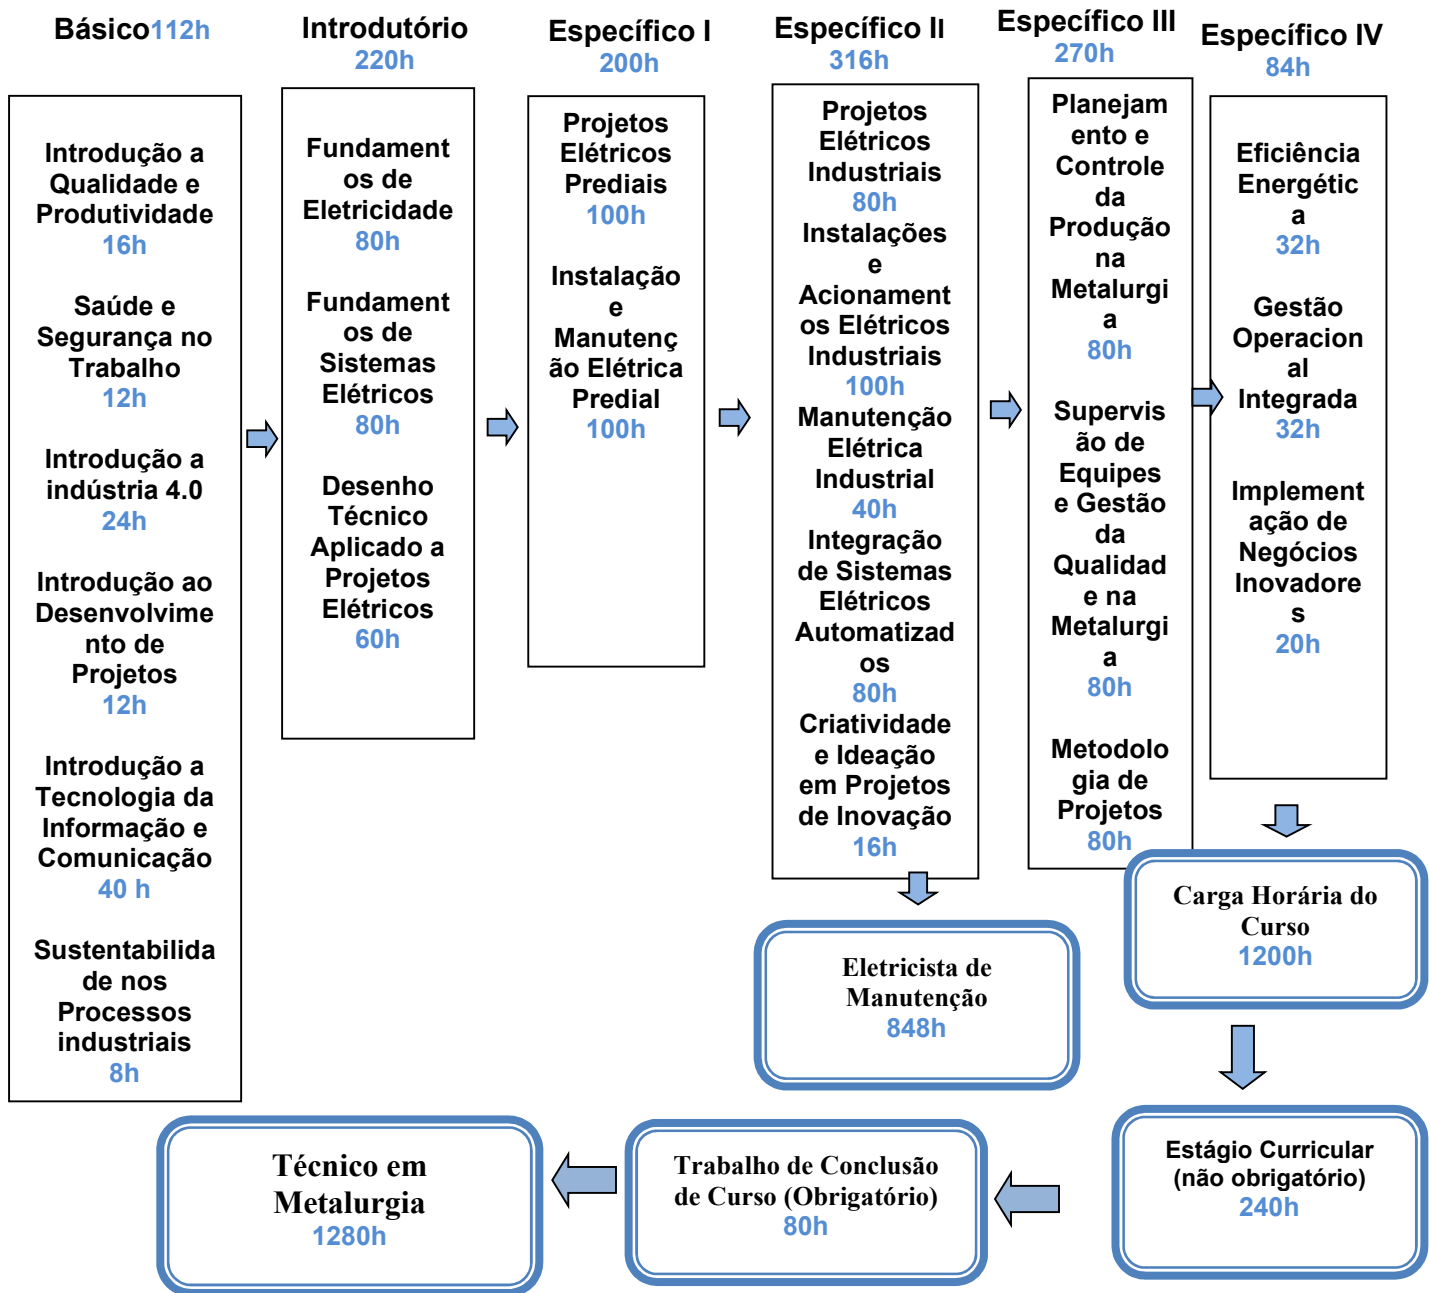 Básico112h
Introdução a
Qualidade e
Produtividade
16h
Saúde e
Segurança no
Trabalho
12h
Introdução a
indústria 4.0
24h
Introdução ao
Desenvolvime
nto de
Projetos
12h
Introdução a
Tecnologia da
Informação e
Comunicação
40 h
Sustentabilida
de nos
Processos
industriais
8h
Introdutório
220h
Fundament
os de
Eletricidade
80h
Fundament
os de
Sistemas
Elétricos
80h
Desenho
Técnico
Aplicado a
Projetos
Elétricos
60h
Específico I
200h
Projetos
Elétricos
Prediais
100h
Instalação
e
Manutenç
ão Elétrica
Predial
100h
Específico II
316h
Projetos
Elétricos
Industriais
80h
Instalações
e
Acionament
os Elétricos
Industriais
100h
Manutenção
Elétrica
Industrial
40h
Integração
de Sistemas
Elétricos
Automatizad
os
80h
Criatividade
e Ideação
em Projetos
de Inovação
16h
Específico III
270h
Planejam
ento e
Controle
da
Produção
na
Metalurgi
a
80h
Supervis
ão de
Equipes
e Gestão
da
Qualidad
e na
Metalurgi
a
80h
Metodolo
gia de
Projetos
80h
Específico IV
84h
Eficiência
Energétic
a
32h
Gestão
Operacion
al
Integrada
32h
Implement
ação de
Negócios
Inovadore
s
20h
Eletricista de
Manutenção
848h
Carga Horária do
Curso
1200h
Estágio Curricular
(não obrigatório)
240h
Trabalho de Conclusão
de Curso (Obrigatório)
80h
Técnico em
Metalurgia
1280h